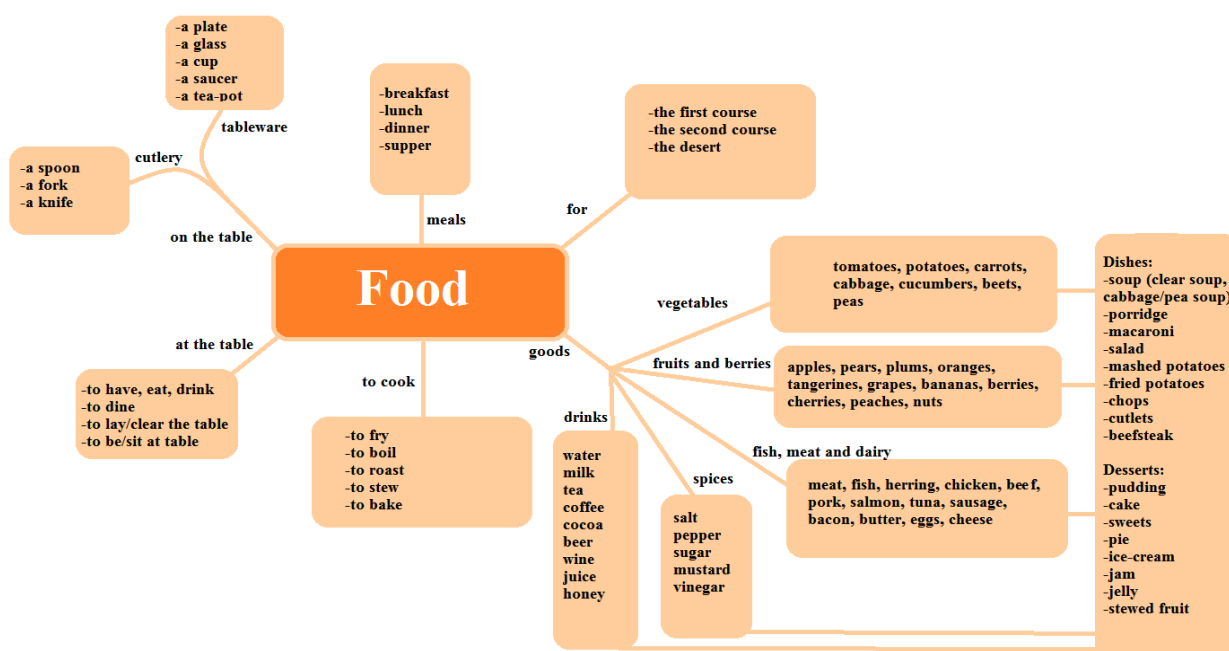 -a plate
-a glass
-a cup
-a saucer
-a tea-pot
tableware
cutlery
-a spoon
-a fork
-a knife
on the table
-breakfast
-lunch
-dinner
-supper
meals
-the first course
-the second course
-the desert
for
Food
at the table
-to have, eat, drink
-to dine
-to lay/clear the table
-to be/sit at table
to cook
-to fry
-to boil
-to roast
-to stew
-to bake
goods
vegetables
tomatoes, potatoes, carrots,
cabbage, cucumbers, beets,
peas
fruits and berries
apples, pears, plums, oranges,
tangerines, grapes, bananas, berries,
cherries, peaches, nuts
fish, meat and dairy
meat, fish, herring, chicken, beef,
pork, salmon, tuna, sausage,
bacon, butter, eggs, cheese
drinks
water
milk
tea
coffee
cocoa
beer
wine
juice
honey
spices
salt
pepper
sugar
mustard
vinegar
Dishes:
-soup (clear soup,
cabbage/pea soup)
-porridge
-macaroni
-salad
-mashed potatoes
-fried potatoes
-chops
-cutlets
-beefsteak
Desserts:
-pudding
-cake
-sweets
-pie
-ice-cream
-jam
-jelly
-stewed fruit